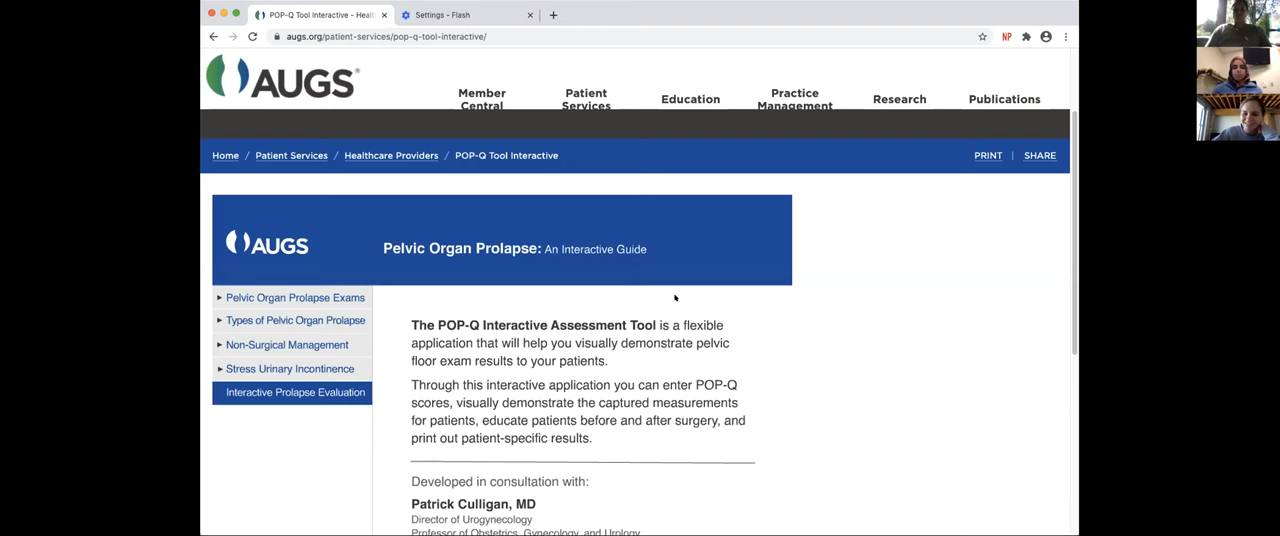 POP-Q Tool Interactive - Healt
Settings - Flash
augs.org/patient-services/pop-q-tool-interactive/
NP
AUGS®
Member Central
Patient Services
Education
Practice Management
Research
Publications
Home / Patient Services / Healthcare Providers / POP-Q Tool Interactive
PRINT | SHARE
AUGS
Pelvic Organ Prolapse: An Interactive Guide
Pelvic Organ Prolapse Exams
Types of Pelvic Organ Prolapse
Non-Surgical Management
Stress Urinary Incontinence
Interactive Prolapse Evaluation
The POP-Q Interactive Assessment Tool is a flexible
application that will help you visually demonstrate pelvic
floor exam results to your patients.
Through this interactive application you can enter POP-Q
scores, visually demonstrate the captured measurements
for patients, educate patients before and after surgery, and
print out patient-specific results.
Developed in consultation with:
Patrick Culligan, MD
Director of Urogynecology
Professor of Obstetrics, Gynecology, and Urology